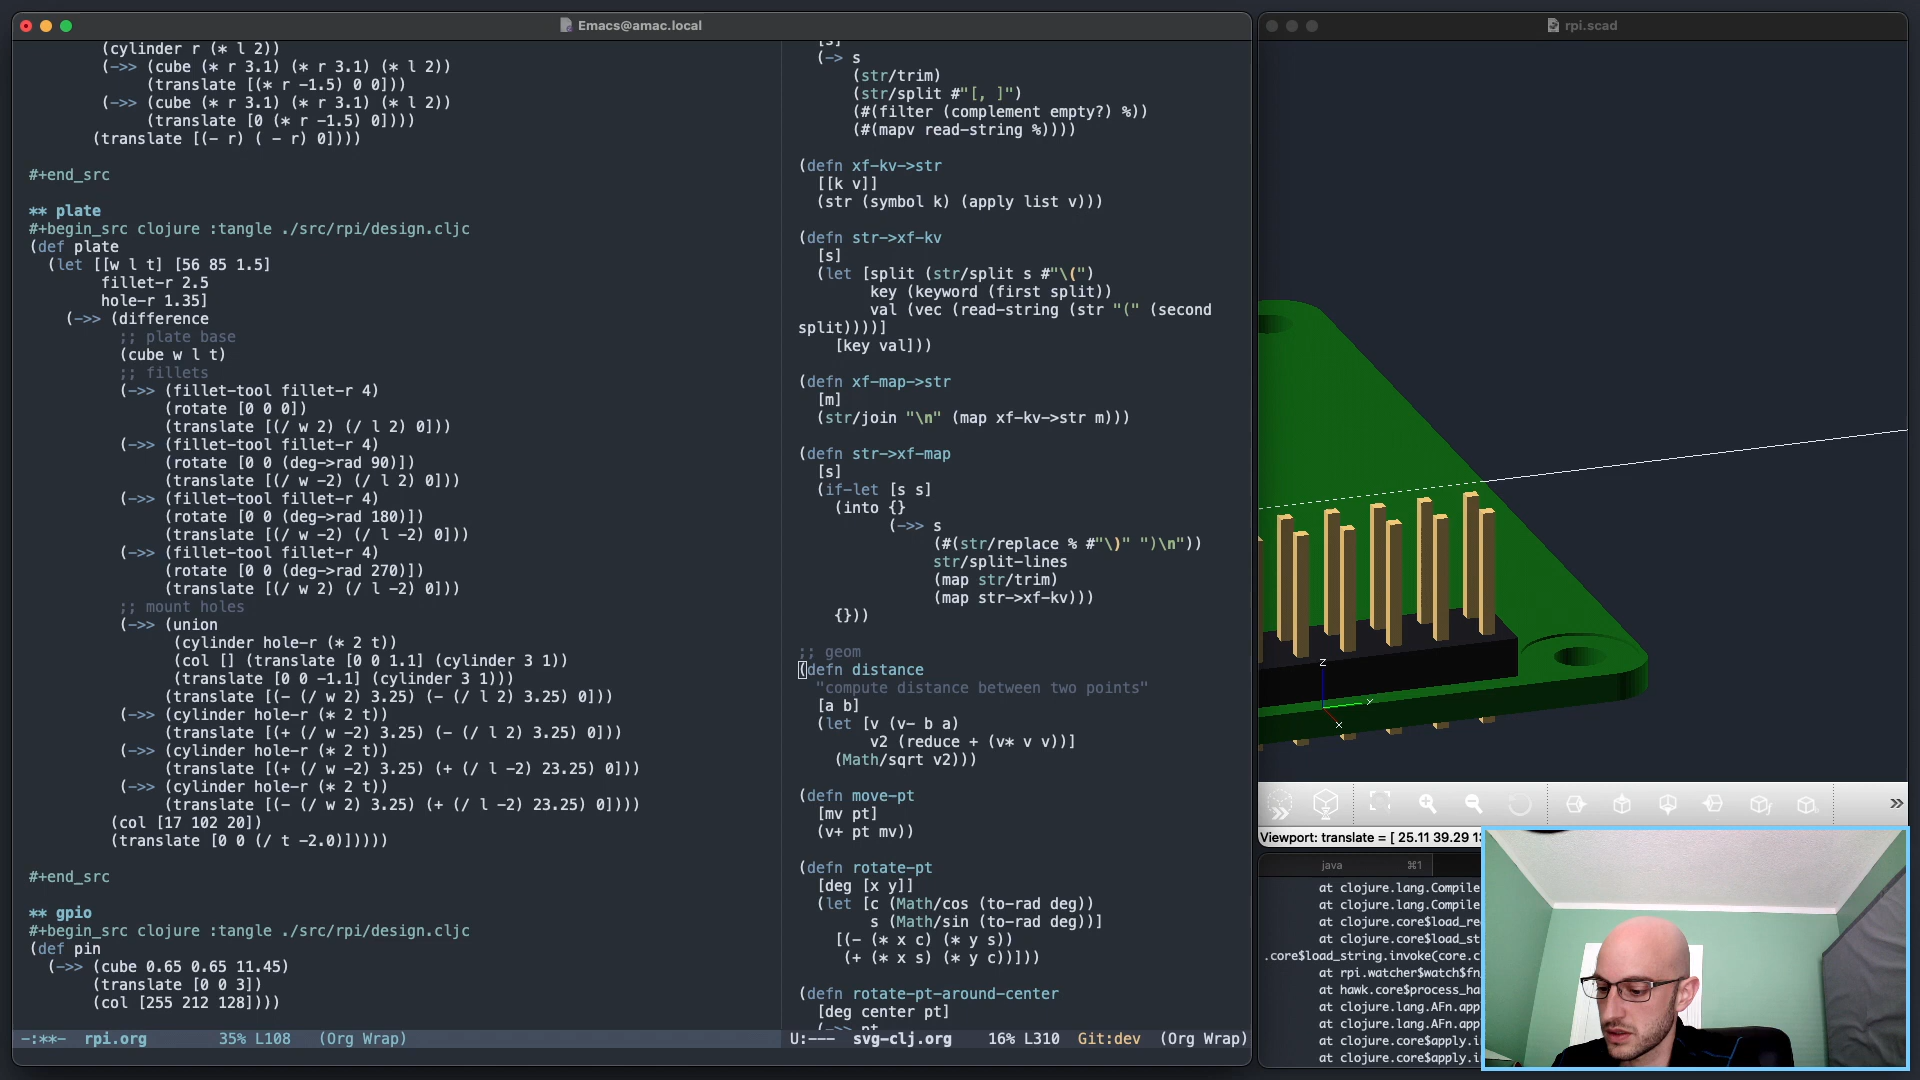 Emacs@amac.local
(cylinder r (* l 2))
(->> (cube (* r 3.1) (* r 3.1) (* l 2))
(translate [(* r -1.5) 0 0]))
(->> (cube (* r 3.1) (* r 3.1) (* l 2))
(translate [0 (* r -1.5) 0])))
(translate [(- r) ( - r) 0])))
#+end_src
** plate
#+begin_src clojure :tangle ./src/rpi/design.cljc
(def plate
(let [[w l t] [56 85 1.5]
fillet-r 2.5
hole-r 1.35]
(->> (difference
;; plate base
(cube w l t)
;; fillets
(->> (fillet-tool fillet-r 4)
(rotate [0 0 0])
(translate [(/ w 2) (/ l 2) 0]))
(->> (fillet-tool fillet-r 4)
(rotate [0 0 (deg->rad 90)])
(translate [(/ w -2) (/ l 2) 0]))
(->> (fillet-tool fillet-r 4)
(rotate [0 0 (deg->rad 180)])
(translate [(/ w -2) (/ l -2) 0]))
(->> (fillet-tool fillet-r 4)
(rotate [0 0 (deg->rad 270)])
(translate [(/ w 2) (/ l -2) 0]))
;; mount holes
(->> (union
(cylinder hole-r (* 2 t))
(col [] (translate [0 0 1.1] (cylinder 3 1))
(translate [0 0 -1.1] (cylinder 3 1)))
(translate [(- (/ w 2) 3.25) (- (/ l 2) 3.25) 0]))
(->> (cylinder hole-r (* 2 t))
(translate [(+ (/ w -2) 3.25) (- (/ l 2) 3.25) 0]))
(->> (cylinder hole-r (* 2 t))
(translate [(+ (/ w -2) 3.25) (+ (/ l -2) 23.25) 0]))
(->> (cylinder hole-r (* 2 t))
(translate [(- (/ w 2) 3.25) (+ (/ l -2) 23.25) 0])))
(col [17 102 20])
(translate [0 0 (/ t -2.0)]))))
#+end_src
** gpio
#+begin_src clojure :tangle ./src/rpi/design.cljc
(def pin
(->> (cube 0.65 0.65 11.45)
(translate [0 0 3])
(col [255 212 128])))
-:**- rpi.org 35% L108 (Org Wrap)
[s]
(-> s
(str/trim)
(str/split #"[, ]")
(#(filter (complement empty?) %))
(#(mapv read-string %))))
(defn xf-kv->str
[[k v]]
(str (symbol k) (apply list v)))
(defn str->xf-kv
[s]
(let [split (str/split s #"\(")
key (keyword (first split))
val (vec (read-string (str "(" (second
split))))]
[key val]))
(defn xf-map->str
[m]
(str/join "\n" (map xf-kv->str m)))
(defn str->xf-map
[s]
(if-let [s s]
(into {}
(->> s
(#(str/replace % #"\)" ")\n"))
str/split-lines
(map str/trim)
(map str->xf-kv)))
{}))
;; geom
(defn distance
"compute distance between two points"
[a b]
(let [v (v- b a)
v2 (reduce + (v* v v))]
(Math/sqrt v2)))
(defn move-pt
[mv pt]
(v+ pt mv))
(defn rotate-pt
[deg [x y]]
(let [c (Math/cos (to-rad deg))
s (Math/sin (to-rad deg))]
[(- (* x c) (* y s))
(+ (* x s) (* y c))]))
(defn rotate-pt-around-center
[deg center pt]
(->> pt
U:--- svg-clj.org 16% L310 Git:dev (Org Wrap)
rpi.scad
Z
Y
X
Viewport: translate = [ 25.11 39.29
java ⌘1
at clojure.lang.Compile
at clojure.lang.Compile
at clojure.core$load_re
at clojure.core$load_st
.core$load_string.invoke(core.c
at rpi.watcher$watch$fn
at hawk.core$process_ha
at clojure.lang.AFn.app
at clojure.lang.AFn.app
at clojure.core$apply.in
at clojure.core$apply.in